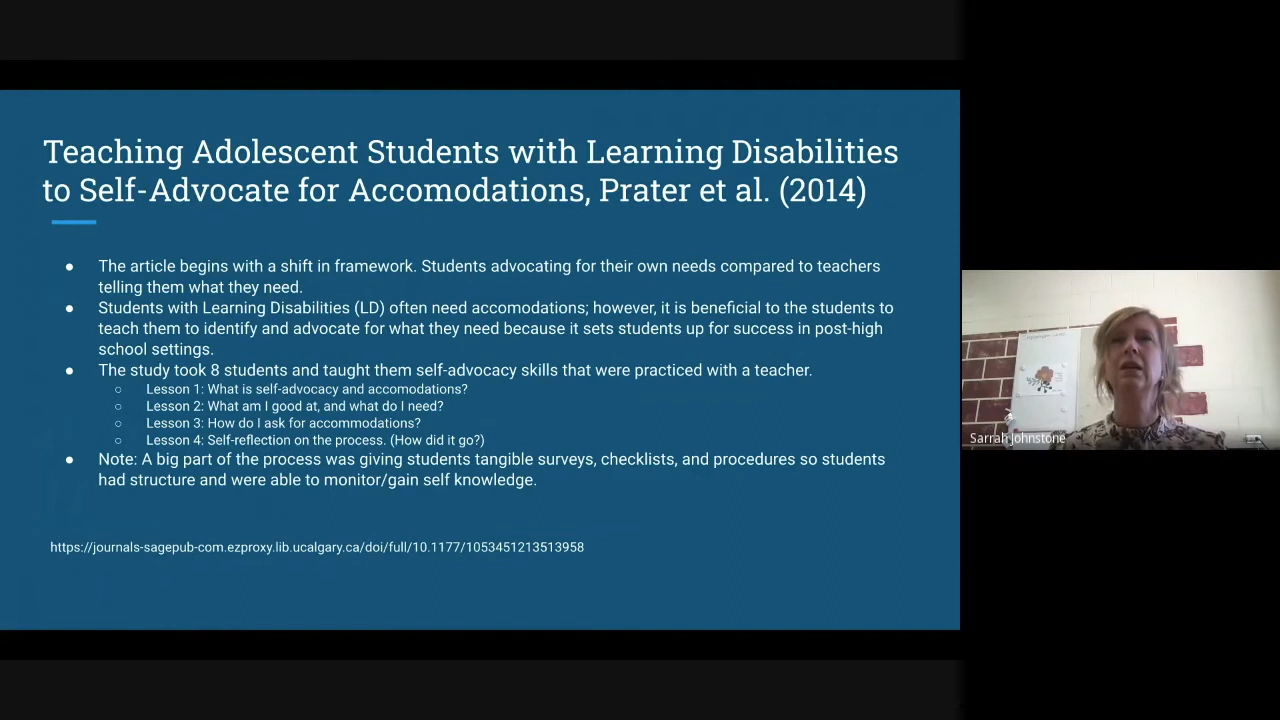 Teaching Adolescent Students with Learning Disabilities
to Self-Advocate for Accomodations, Prater et al. (2014)
● The article begins with a shift in framework. Students advocating for their own needs compared to teachers
telling them what they need.
● Students with Learning Disabilities (LD) often need accomodations; however, it is beneficial to the students to
teach them to identify and advocate for what they need because it sets students up for success in post-high
school settings.
● The study took 8 students and taught them self-advocacy skills that were practiced with a teacher.
○ Lesson 1: What is self-advocacy and accomodations?
○ Lesson 2: What am I good at, and what do I need?
○ Lesson 3: How do I ask for accommodations?
○ Lesson 4: Self-reflection on the process. (How did it go?)
● Note: A big part of the process was giving students tangible surveys, checklists, and procedures so students
had structure and were able to monitor/gain self knowledge.
https://journals-sagepub-com.ezproxy.lib.ucalgary.ca/doi/full/10.1177/1053451213513958
Sarrah Johnstone